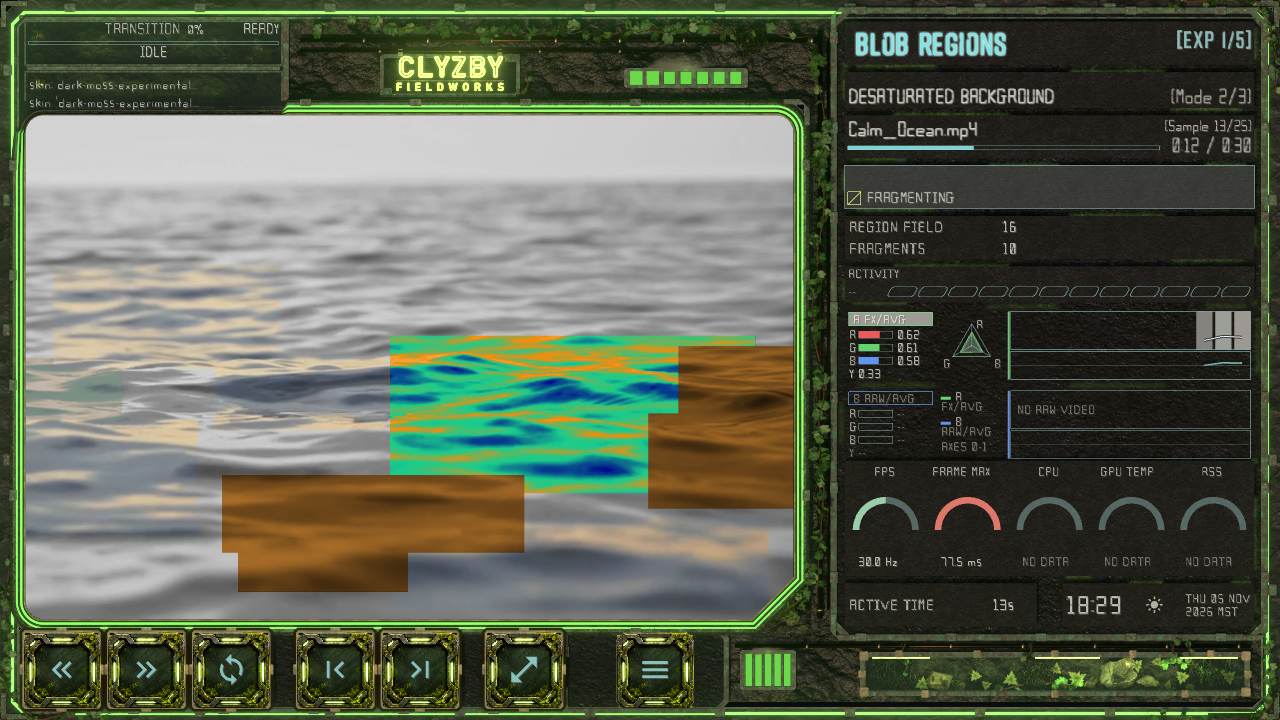 TRANSITION 0% READY
IDLE
Skin: dark-moss-experimental...
Skin 'dark-moss-experimental...
CLYZBY
FIELDWORKS
BLOB REGIONS [EXP 1/5]
DESATURATED BACKGROUND (Mode 2/3)
Calm_Ocean.mp4 (Sample 13/25)
0:12 / 0:30
FRAGMENTING
REGION FIELD 16
FRAGMENTS 10
ACTIVITY
--
A FX/AVG
R 0.62
G 0.61
B 0.58
Y 0.33
R
G B
B RAW/AVG
R --
G --
B --
Y --
A
FX/AVG
B
RAW/AVG
AXES 0-1
NO RAW VIDEO
FPS FRAME MAX CPU GPU TEMP RSS
30.0 Hz 77.5 ms NO DATA NO DATA NO DATA
ACTIVE TIME 13s
18:29
THU 05 NOV
2026 MST